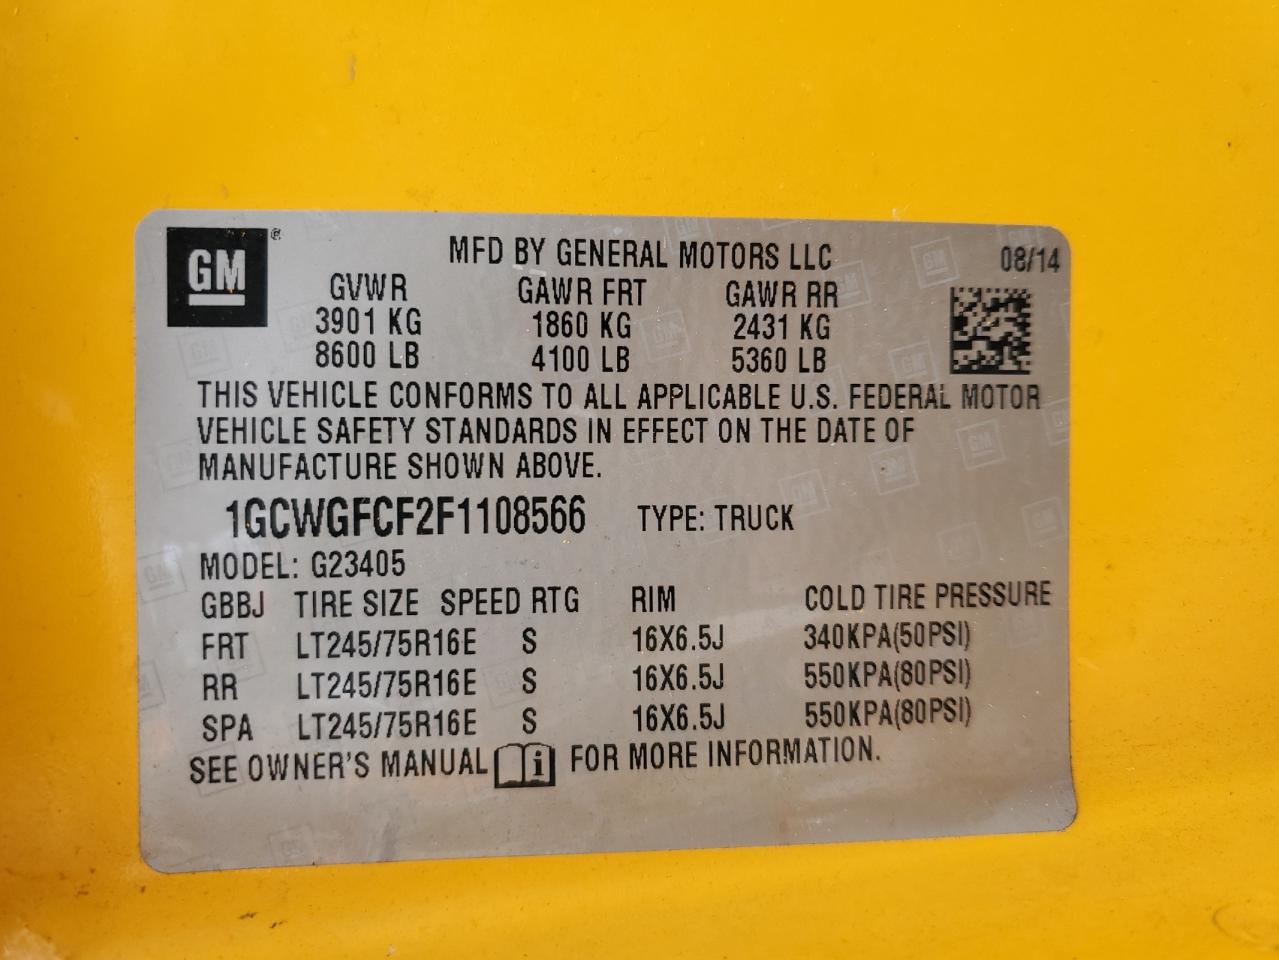 GM®
MFD BY GENERAL MOTORS LLC 08/14
GVWR GAWR FRT GAWR RR
3901 KG 1860 KG 2431 KG
8600 LB 4100 LB 5360 LB
THIS VEHICLE CONFORMS TO ALL APPLICABLE U.S. FEDERAL MOTOR
VEHICLE SAFETY STANDARDS IN EFFECT ON THE DATE OF
MANUFACTURE SHOWN ABOVE.
1GCWGFCF2F1108566 TYPE: TRUCK
MODEL: G23405
GBBJ TIRE SIZE SPEED RTG RIM COLD TIRE PRESSURE
FRT LT245/75R16E S 16X6.5J 340KPA(50PSI)
RR LT245/75R16E S 16X6.5J 550KPA(80PSI)
SPA LT245/75R16E S 16X6.5J 550KPA(80PSI)
SEE OWNER'S MANUAL i FOR MORE INFORMATION.